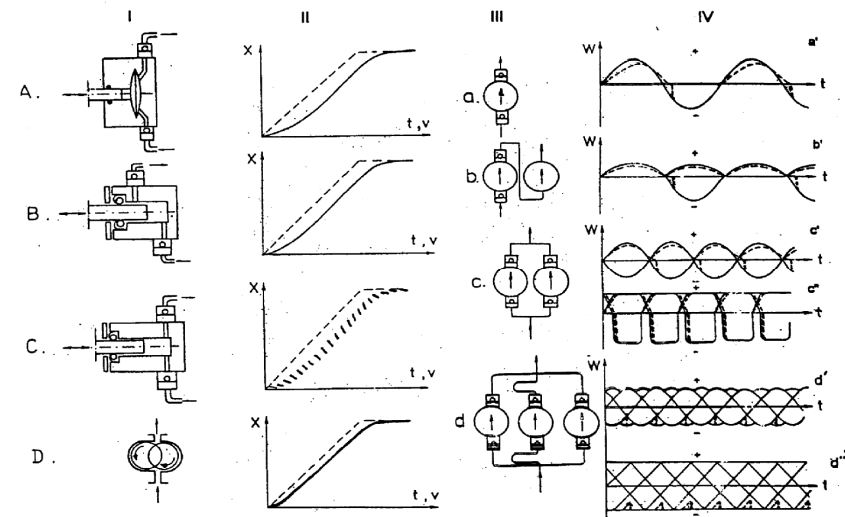 I II III IV
A.
X
t, v
a.
W
+
-
a'
t
B.
X
t, v
b.
W
+
-
b'
t
C.
X
t, v
c.
W
+
-
c'
t
+
-
c"
t
D.
X
t, v
d
W
+
-
d'
t
+
-
d"
t